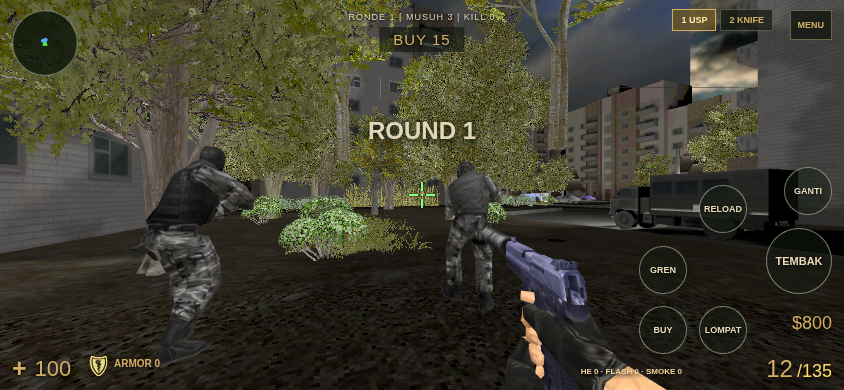 RONDE 1 | MUSUH 3 | KILL 0
BUY 15
1 USP
2 KNIFE
MENU
ROUND 1
GANTI
RELOAD
TEMBAK
GREN
BUY
LOMPAT
$800
+ 100
ARMOR 0
HE 0 · FLASH 0 · SMOKE 0
12 /135